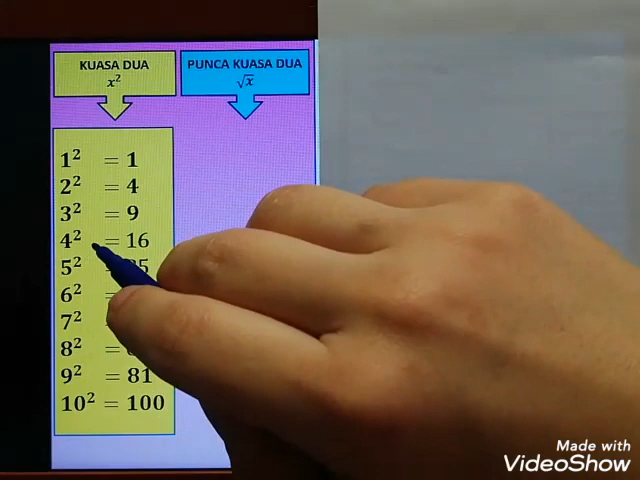 KUASA DUA
x²
PUNCA KUASA DUA
√x
1² = 1
2² = 4
3² = 9
4² = 16
5²
6² =
7²
8² =
9² = 81
10² = 100
Made with
VideoShow